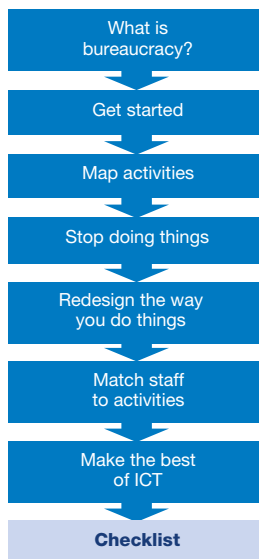 What is
bureaucracy?
Get started
Map activities
Stop doing things
Redesign the way
you do things
Match staff
to activities
Make the best
of ICT
Checklist